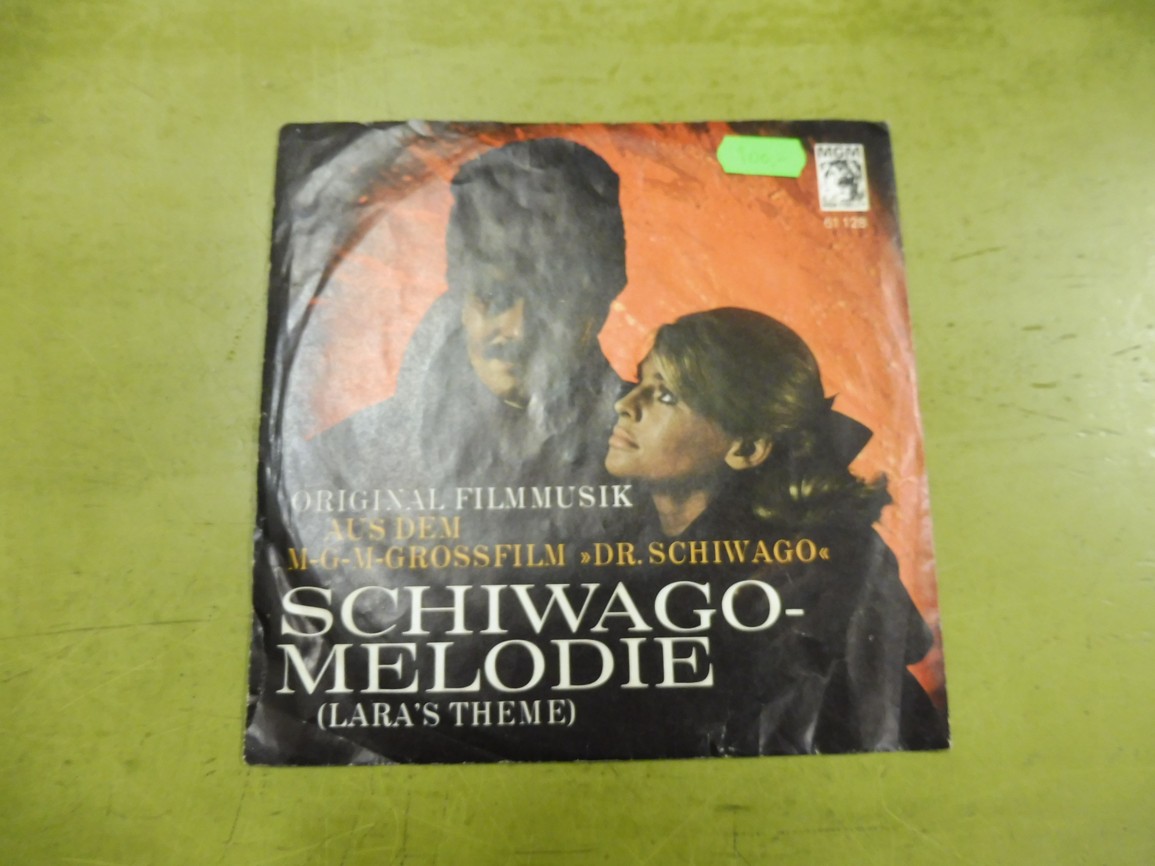 MGM
61 128
ORIGINAL FILMMUSIK
AUS DEM
M-G-M-GROSSFILM »DR. SCHIWAGO«
SCHIWAGO-
MELODIE
(LARA'S THEME)